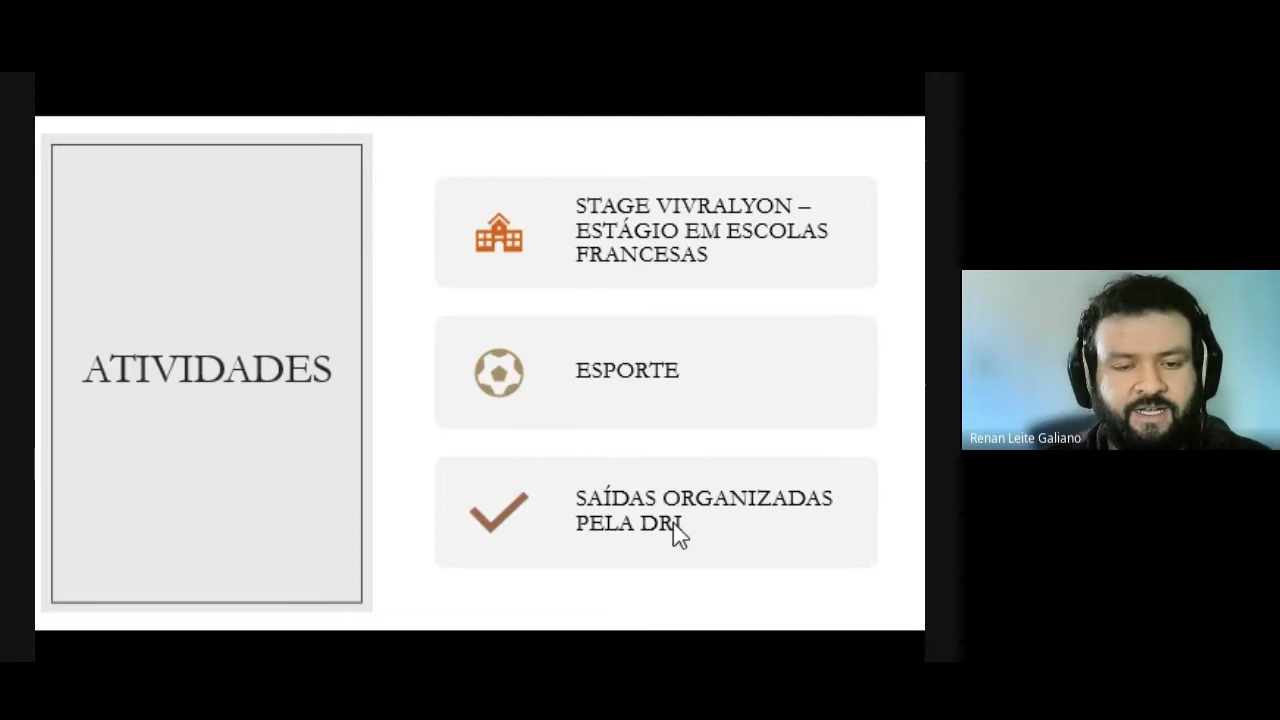 ATIVIDADES
STAGE VIVRALYON –
ESTÁGIO EM ESCOLAS
FRANCESAS
ESPORTE
SAÍDAS ORGANIZADAS
PELA DRI
Renan Leite Galiano